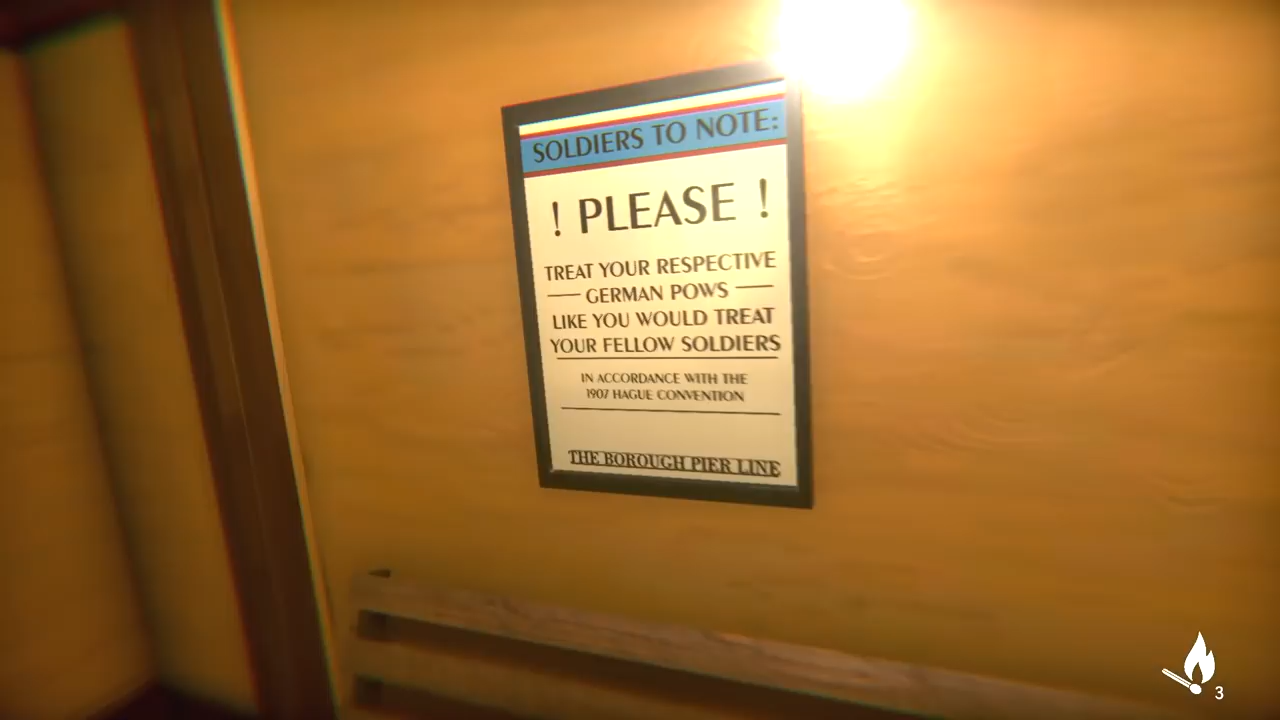 SOLDIERS TO NOTE:
! PLEASE !
TREAT YOUR RESPECTIVE
GERMAN POWS
LIKE YOU WOULD TREAT
YOUR FELLOW SOLDIERS
IN ACCORDANCE WITH THE
1907 HAGUE CONVENTION
THE BOROUGH PIER LINE
3